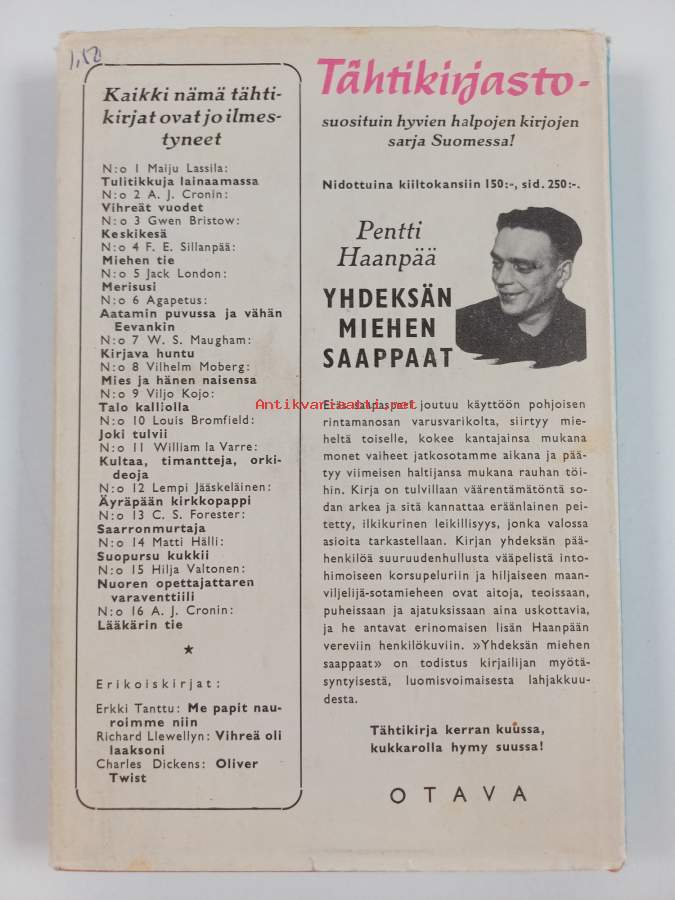 1,50
Kaikki nämä tähti-
kirjat ovat jo ilmes-
tyneet
N:o 1 Maiju Lassila:
Tulitikkuja lainaamassa
N:o 2 A. J. Cronin:
Vihreät vuodet
N:o 3 Gwen Bristow:
Keskikesä
N:o 4 F. E. Sillanpää:
Miehen tie
N:o 5 Jack London:
Merisusi
N:o 6 Agapetus:
Aatamin puvussa ja vähän
Eevankin
N:o 7 W. S. Maugham:
Kirjava huntu
N:o 8 Vilhelm Moberg:
Mies ja hänen naisensa
N:o 9 Viljo Kojo:
Talo kalliolla
N:o 10 Louis Bromfield:
Joki tulvii
N:o 11 William la Varre:
Kultaa, timantteja, orki-
deoja
N:o 12 Lempi Jääskeläinen:
Äyräpään kirkkopappi
N:o 13 C. S. Forester:
Saarronmurtaja
N:o 14 Matti Hälli:
Suopursu kukkii
N:o 15 Hilja Valtonen:
Nuoren opettajattaren
varaventtiili
N:o 16 A. J. Cronin:
Lääkärin tie
Erikoiskirjat:
Erkki Tanttu: Me papit nau-
roimme niin
Richard Llewellyn: Vihreä oli
laaksoni
Charles Dickens: Oliver
Twist
Tähtikirjasto-
suosituin hyvien halpojen kirjojen
sarja Suomessa!
Nidottuina kiiltokansiin 150:-, sid. 250:-.
Pentti
Haanpää
YHDEKSÄN
MIEHEN
SAAPPAAT
Antikvariaatti.net
joutuu käyttöön pohjoisen
rintamanosan varusvarikolta, siirtyy mie-
heltä toiselle, kokee kantajainsa mukana
monet vaiheet jatkosotamme aikana ja pää-
tyy viimeisen haltijansa mukana rauhan töi-
hin. Kirja on tulvillaan väärentämätöntä so-
dan arkea ja sitä kannattaa eräänlainen pei-
tetty, ilkikurinen leikillisyys, jonka valossa
asioita tarkastellaan. Kirjan yhdeksän pää-
henkilöä suuruudenhullusta vääpelistä into-
himoiseen korsupeluriin ja hiljaiseen maan-
viljelijä-sotamieheen ovat aitoja, teoissaan,
puheissaan ja ajatuksissaan aina uskottavia,
ja he antavat erinomaisen lisän Haanpään
vereviin henkilökuviin. »Yhdeksän miehen
saappaat» on todistus kirjailijan myötä-
syntyisestä, luomisvoimaisesta lahjakkuu-
desta.
Tähtikirja kerran kuussa,
kukkarolla hymy suussa!
OTAVA